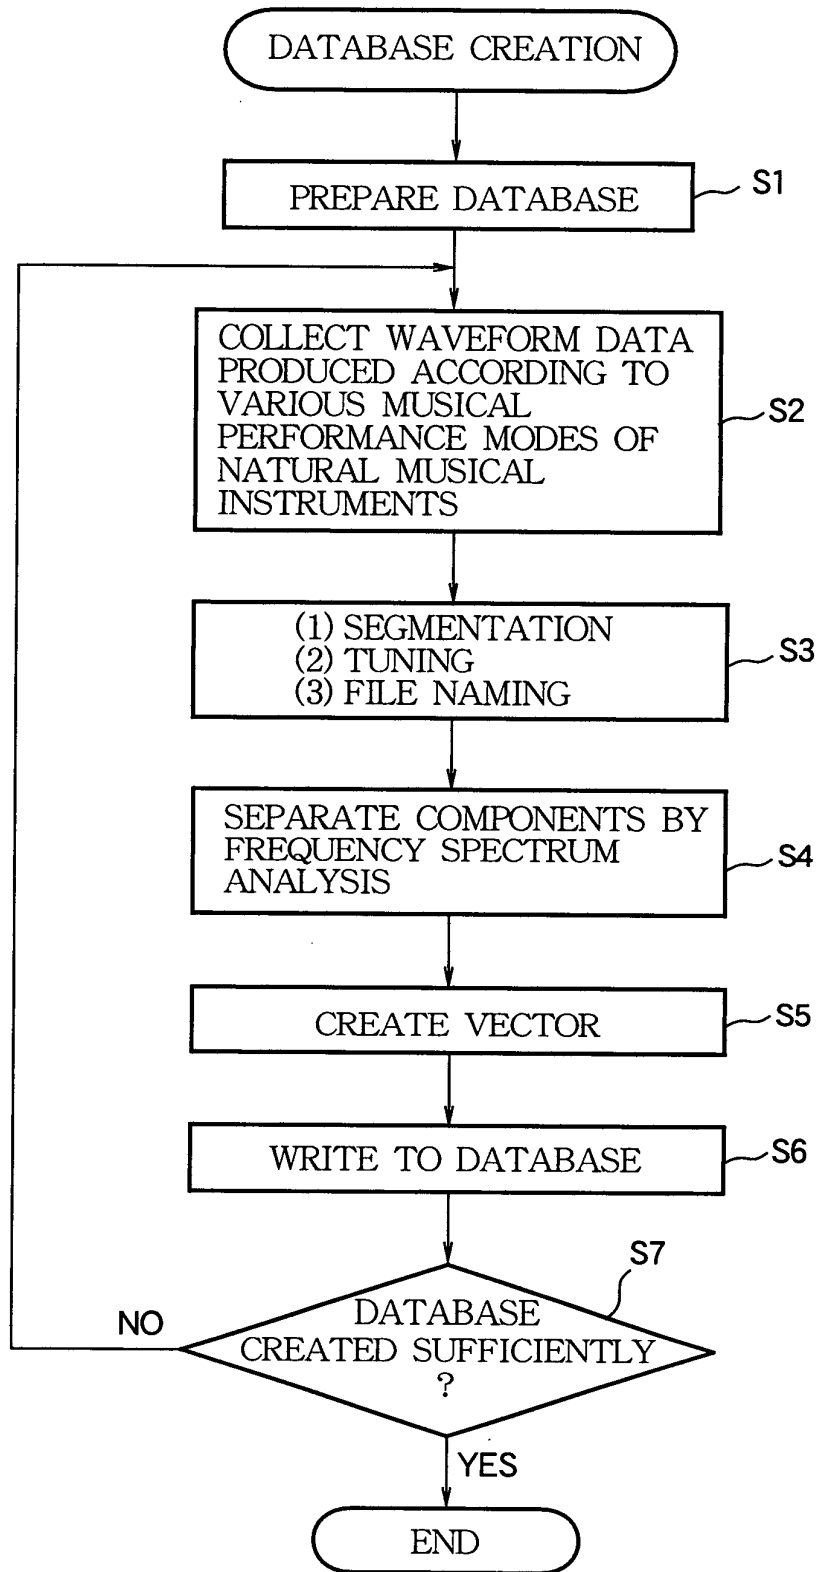 DATABASE CREATION
PREPARE DATABASE
S1
COLLECT WAVEFORM DATA
PRODUCED ACCORDING TO
VARIOUS MUSICAL
PERFORMANCE MODES OF
NATURAL MUSICAL
INSTRUMENTS
S2
(1) SEGMENTATION
(2) TUNING
(3) FILE NAMING
S3
SEPARATE COMPONENTS BY
FREQUENCY SPECTRUM
ANALYSIS
S4
CREATE VECTOR
S5
WRITE TO DATABASE
S6
S7
DATABASE
CREATED SUFFICIENTLY
?
NO
YES
END